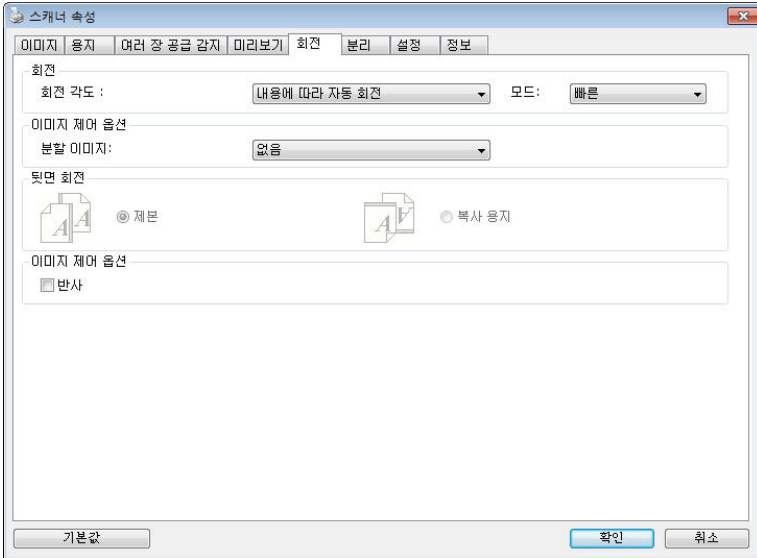 스캐너 속성
이미지 용지 여러 장 공급 감지 미리보기 회전 분리 설정 정보
회전
회전 각도 : 내용에 따라 자동 회전 모드: 빠른
이미지 제어 옵션
분할 이미지: 없음
뒷면 회전
A A 제본 A A 복사 용지
이미지 제어 옵션
반사
기본값 확인 취소